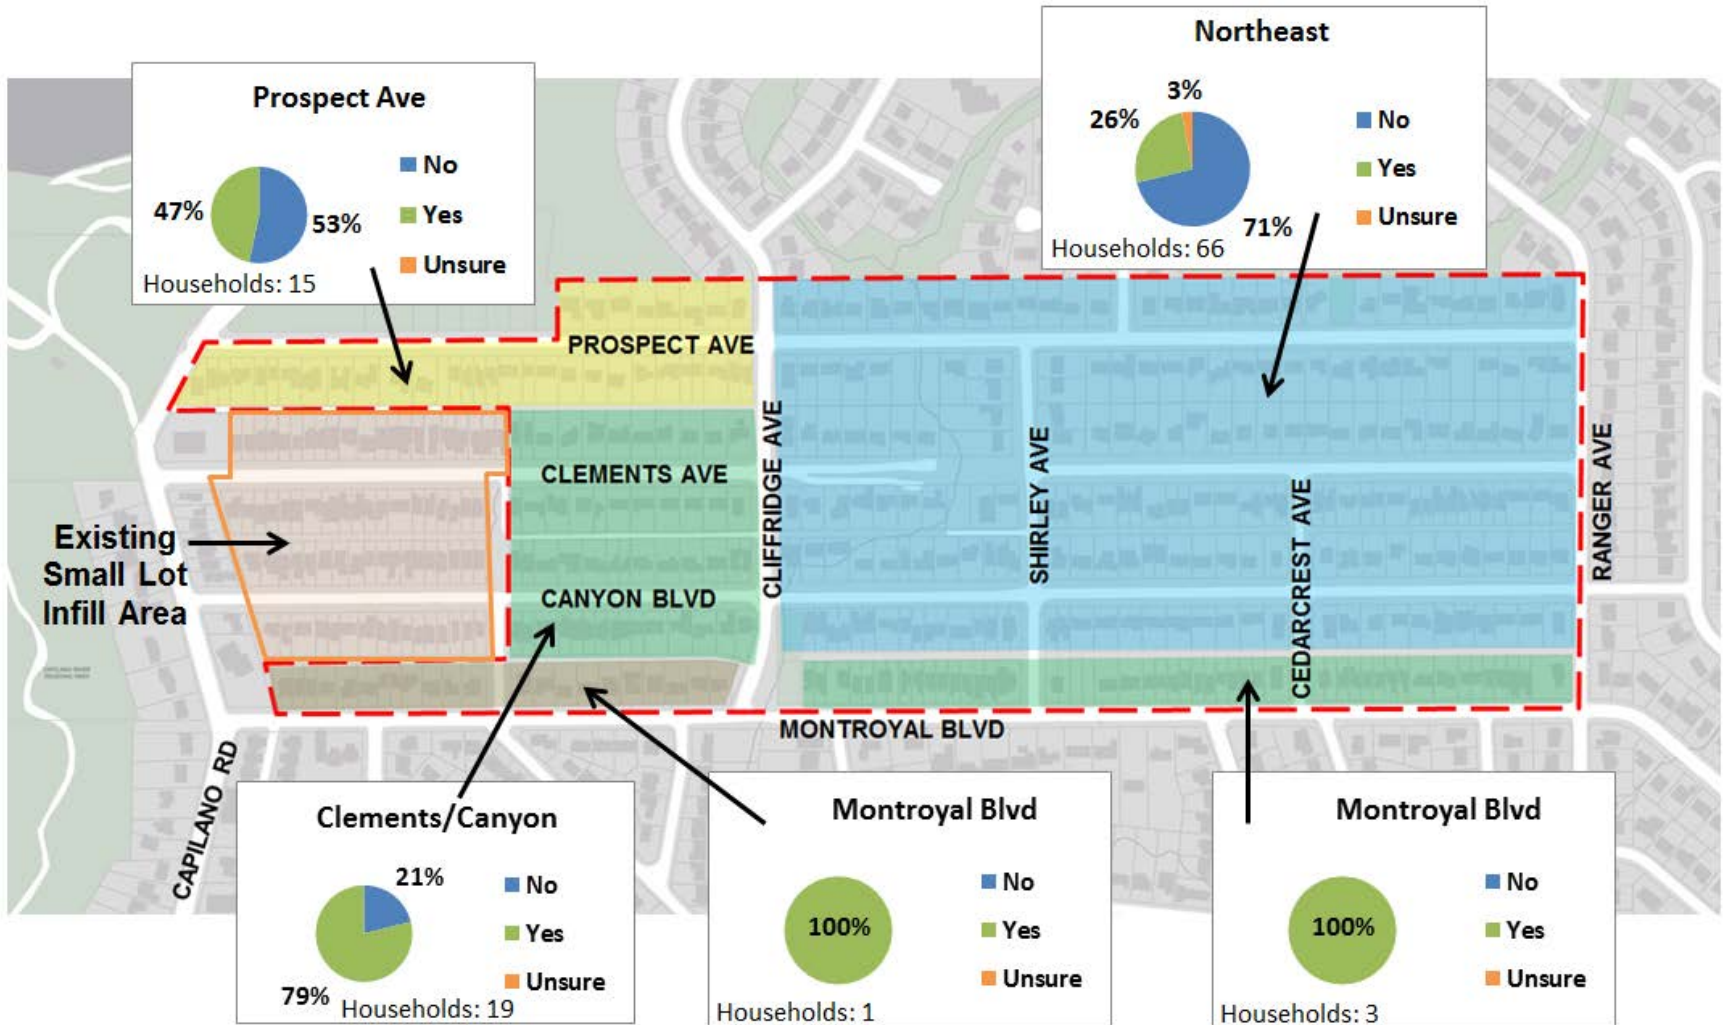 Northeast
3%
26%
71%
No
Yes
Unsure
Households: 66
Prospect Ave
47%
53%
No
Yes
Unsure
Households: 15
PROSPECT AVE
CLEMENTS AVE
CANYON BLVD
CLIFFRIDGE AVE
SHIRLEY AVE
CEDARCREST AVE
RANGER AVE
Existing
Small Lot
Infill Area
MONTROYAL BLVD
CAPILANO RD
Clements/Canyon
21%
79%
No
Yes
Unsure
Households: 19
Montroyal Blvd
100%
No
Yes
Unsure
Households: 1
Montroyal Blvd
100%
No
Yes
Unsure
Households: 3